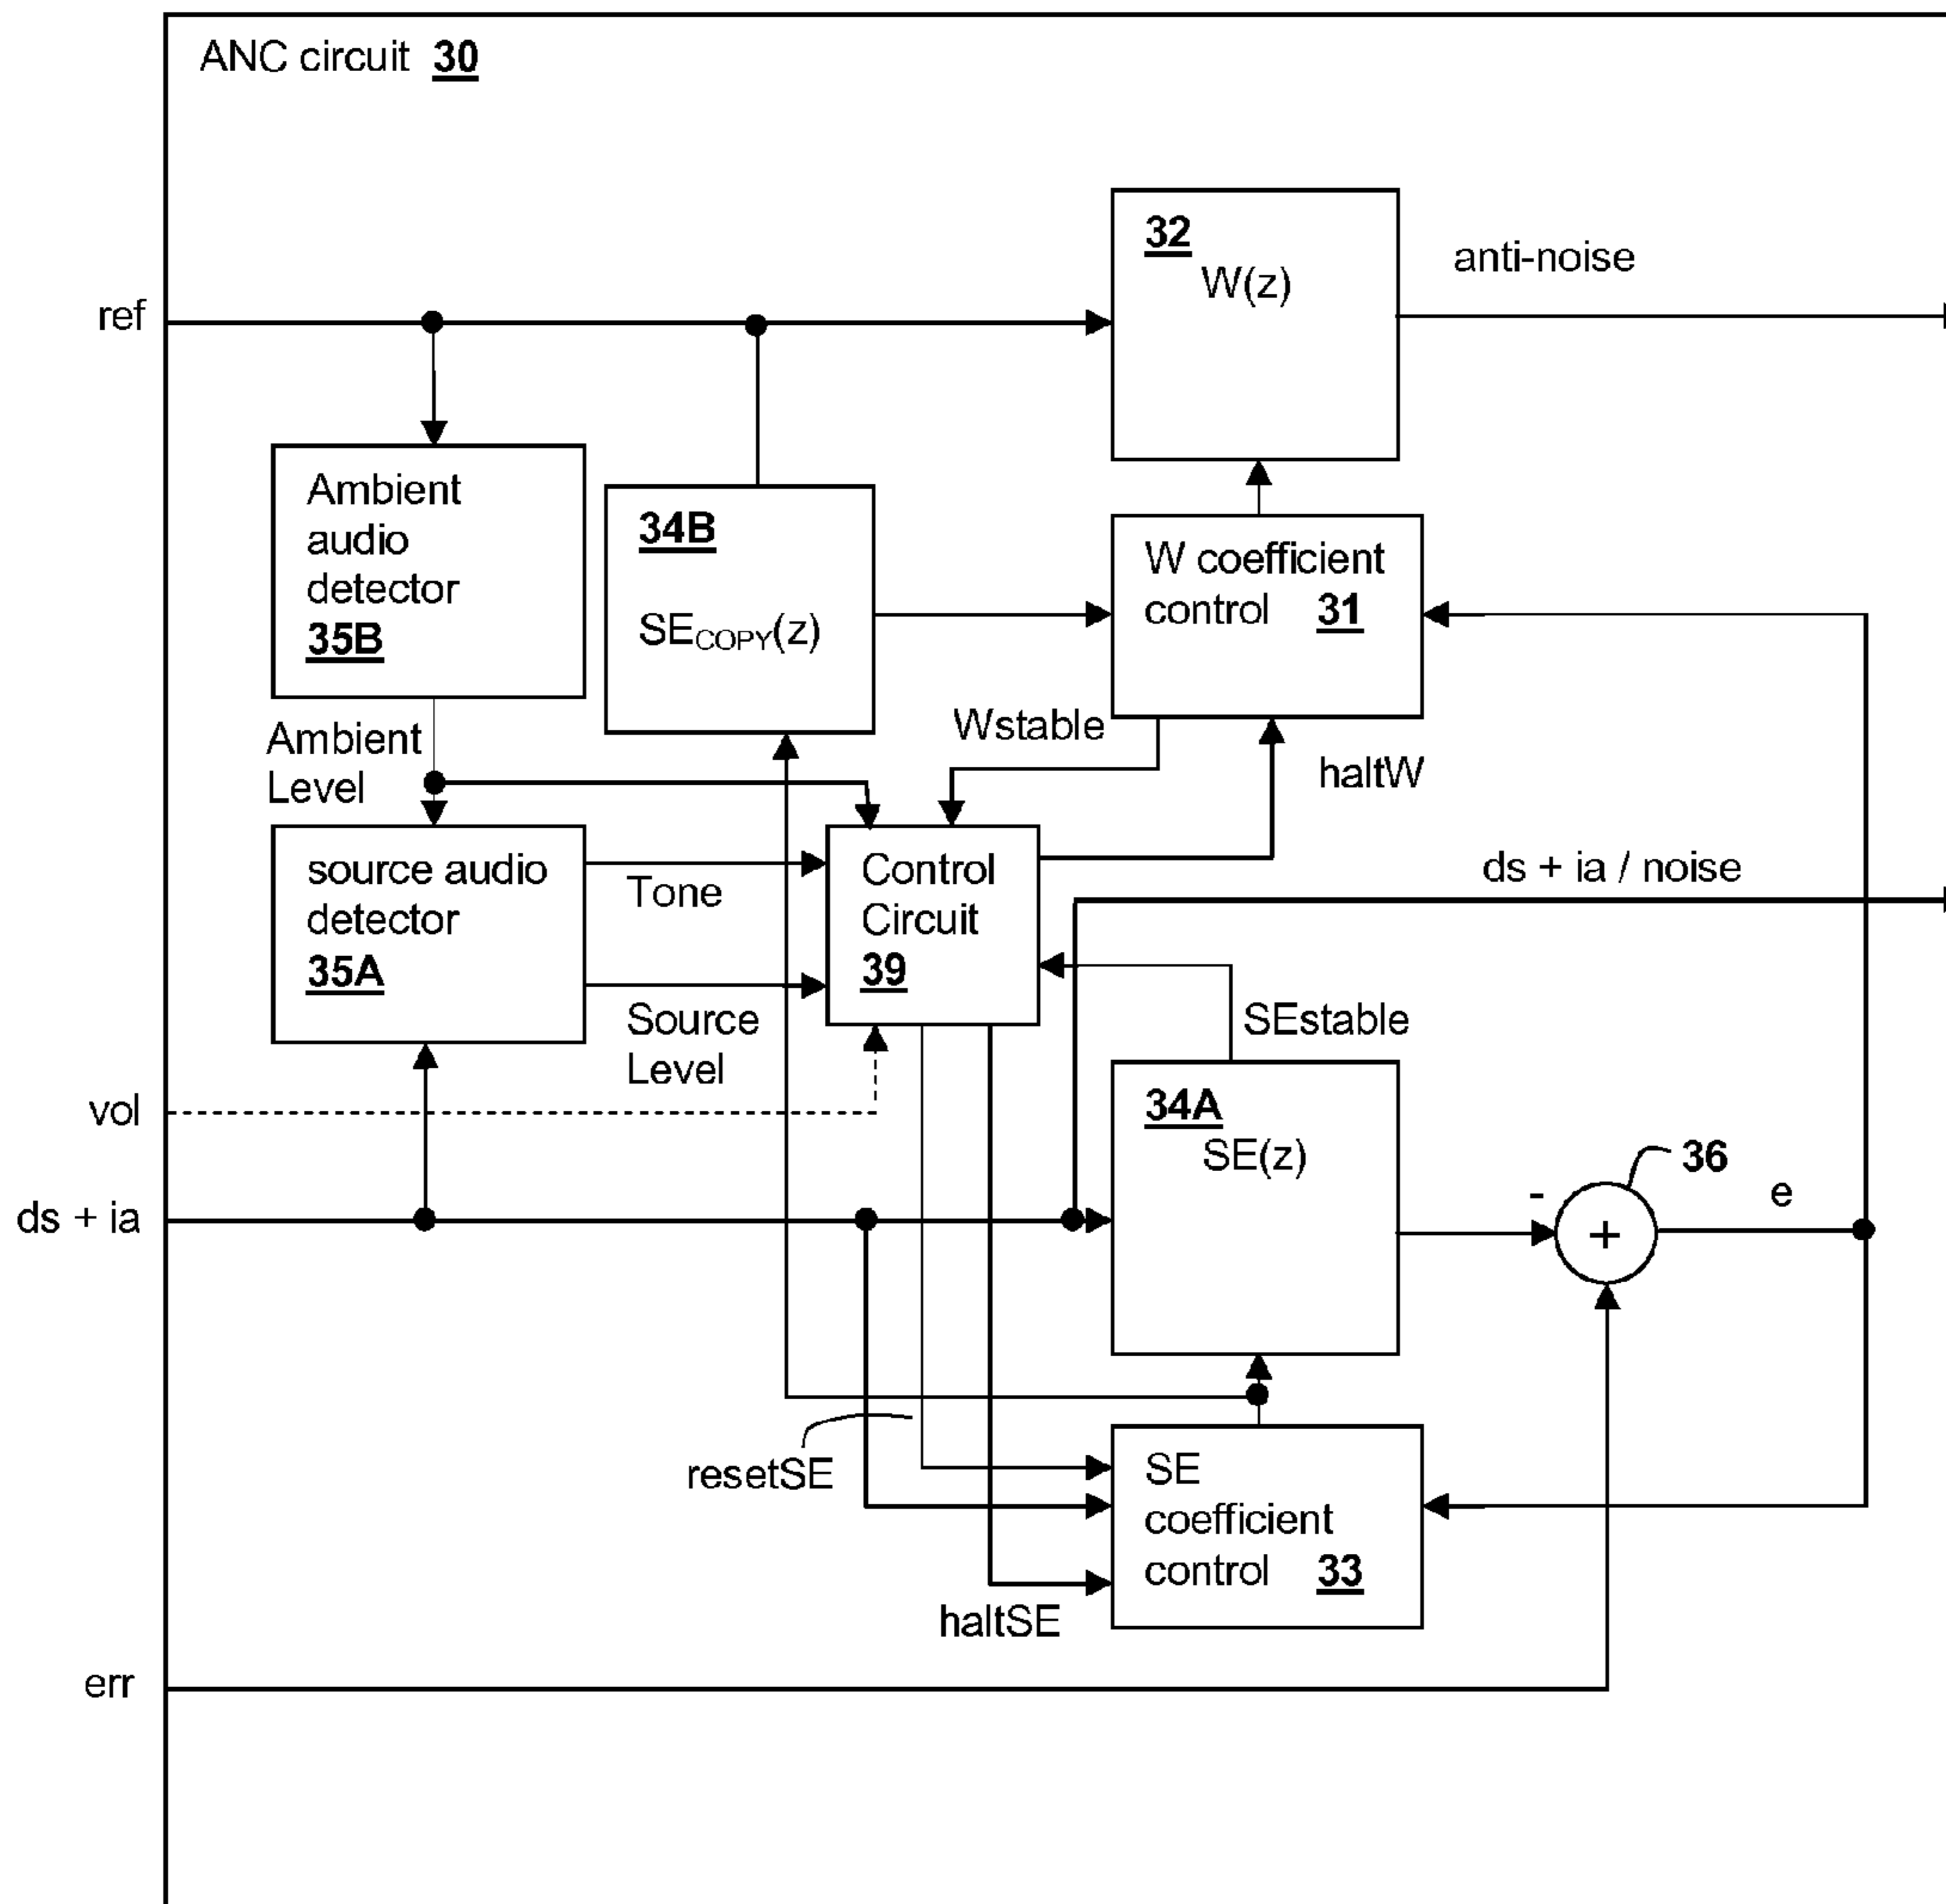 ANC circuit 30
32
W(z)
anti-noise
ref
Ambient
audio
detector
35B
34B
SECOPY(z)
W coefficient
control 31
Ambient
Level
Wstable
haltW
source audio
detector
35A
Tone
Source
Level
Control
Circuit
39
ds + ia / noise
SEstable
vol
34A
SE(z)
36
-
+
e
ds + ia
resetSE
SE
coefficient
control 33
haltSE
err